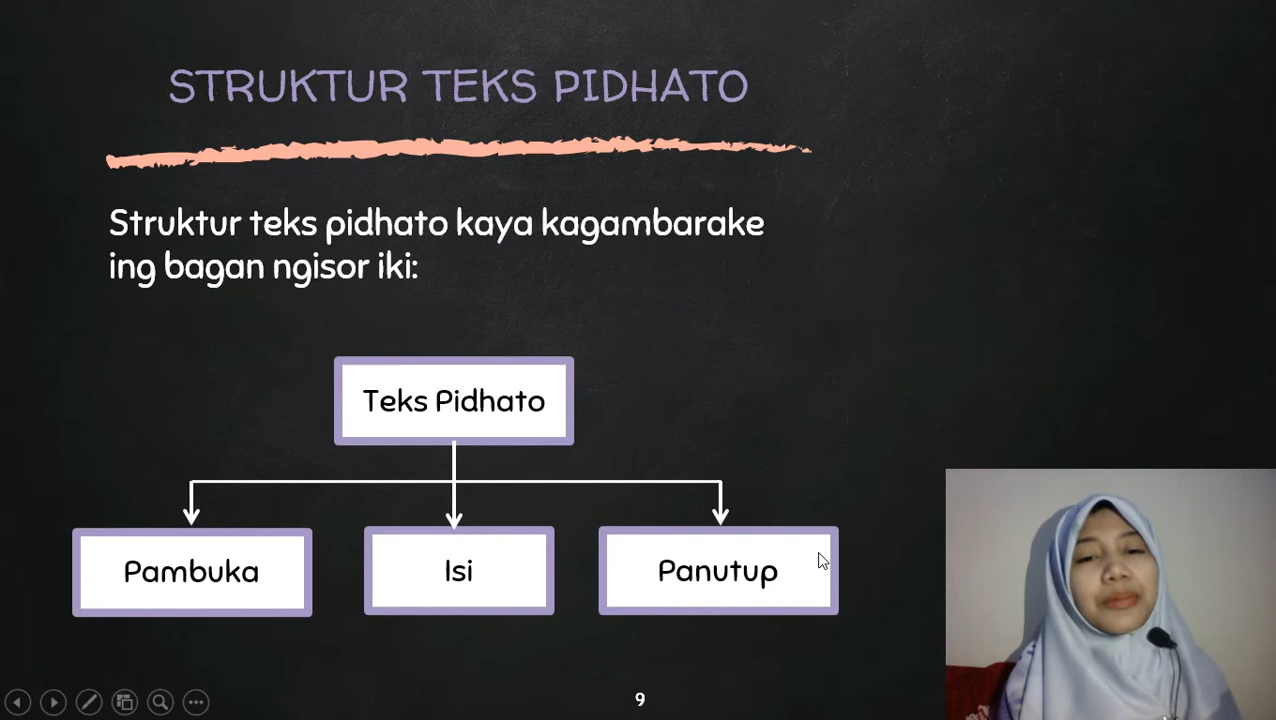 STRUKTUR TEKS PIDHATO
Struktur teks pidhato kaya kagambarake
ing bagan ngisor iki:
Teks Pidhato
Pambuka
Isi
Panutup
9